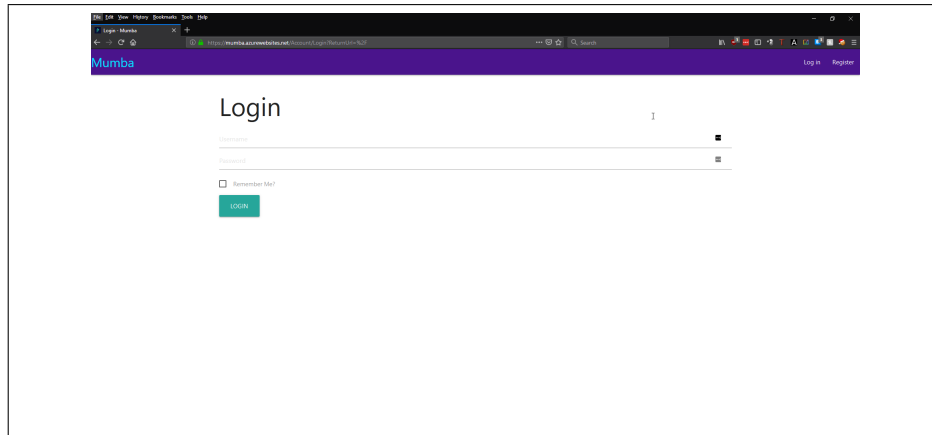 File Edit View History Bookmarks Tools Help
Login - Mumba
https://mumba.azurewebsites.net/Account/Login?ReturnUrl=%2F
Search
Mumba
Log in Register
Login
Username
Password
Remember Me?
LOGIN